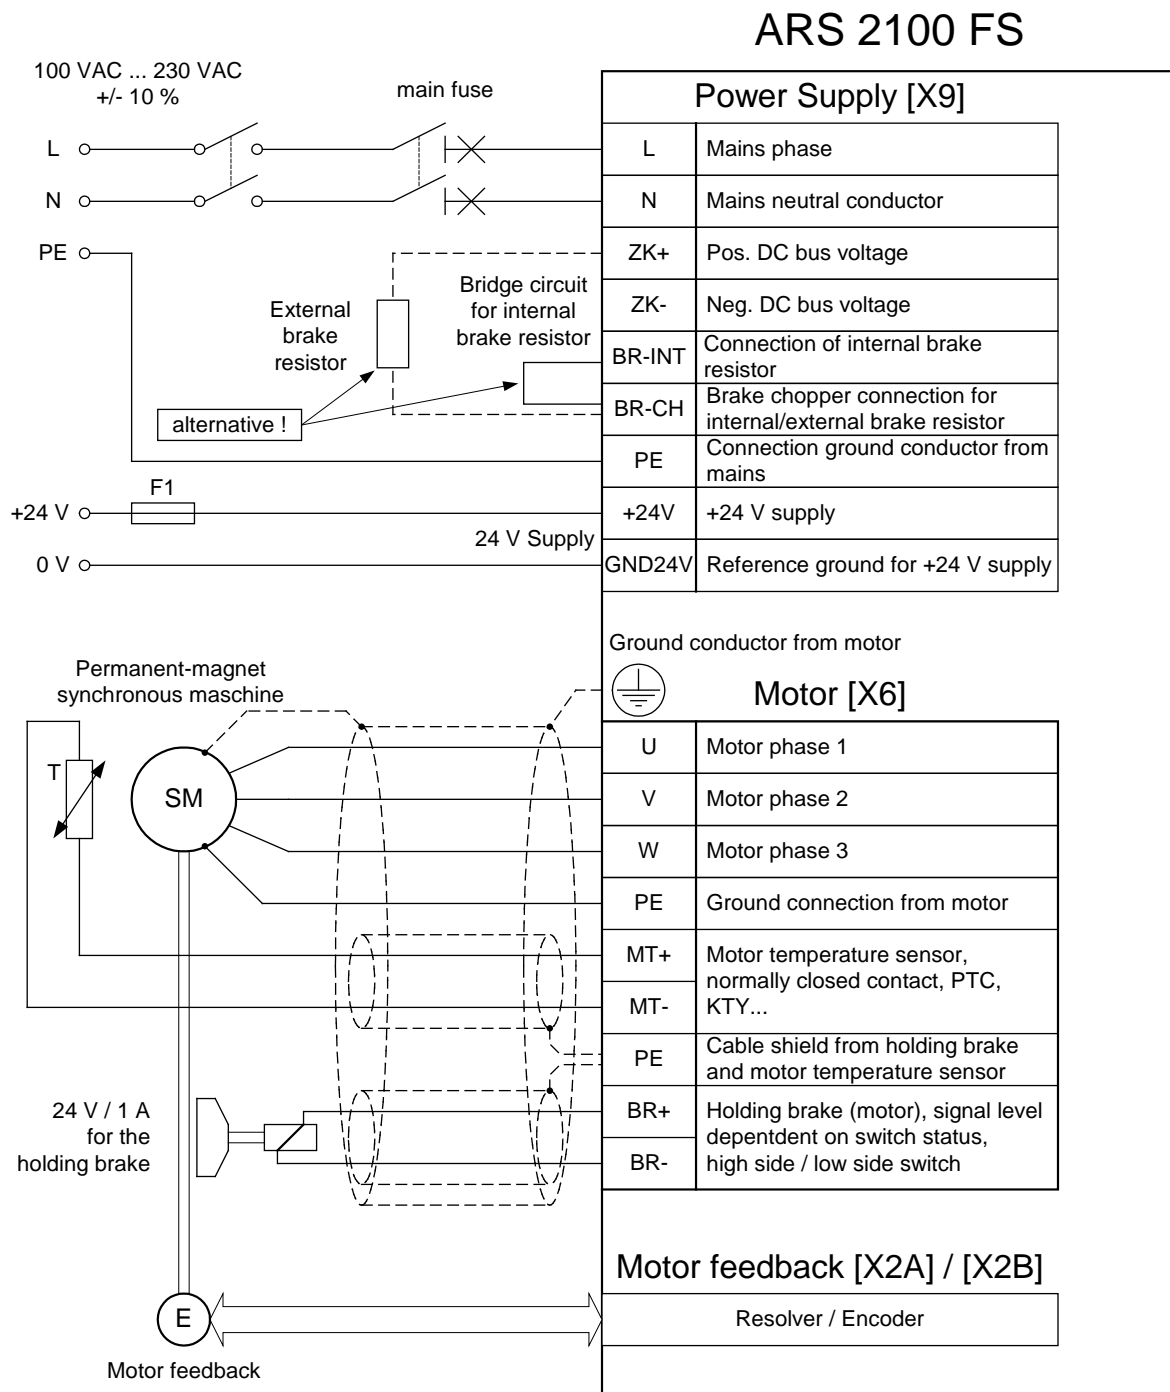 ARS 2100 FS
100 VAC ... 230 VAC
+/- 10 %
main fuse
Power Supply [X9]
L
L
Mains phase
N
N
Mains neutral conductor
PE
ZK+
Pos. DC bus voltage
External
brake
resistor
Bridge circuit
for internal
brake resistor
ZK-
Neg. DC bus voltage
BR-INT
Connection of internal brake
resistor
alternative !
BR-CH
Brake chopper connection for
internal/external brake resistor
PE
Connection ground conductor from
mains
+24 V
F1
+24V
+24 V supply
24 V Supply
0 V
GND24V
Reference ground for +24 V supply
Ground conductor from motor
Permanent-magnet
synchronous maschine
Motor [X6]
T
SM
U
Motor phase 1
V
Motor phase 2
W
Motor phase 3
PE
Ground connection from motor
MT+
MT-
Motor temperature sensor,
normally closed contact, PTC,
KTY...
PE
Cable shield from holding brake
and motor temperature sensor
24 V / 1 A
for the
holding brake
BR+
BR-
Holding brake (motor), signal level
depentdent on switch status,
high side / low side switch
Motor feedback [X2A] / [X2B]
E
Resolver / Encoder
Motor feedback